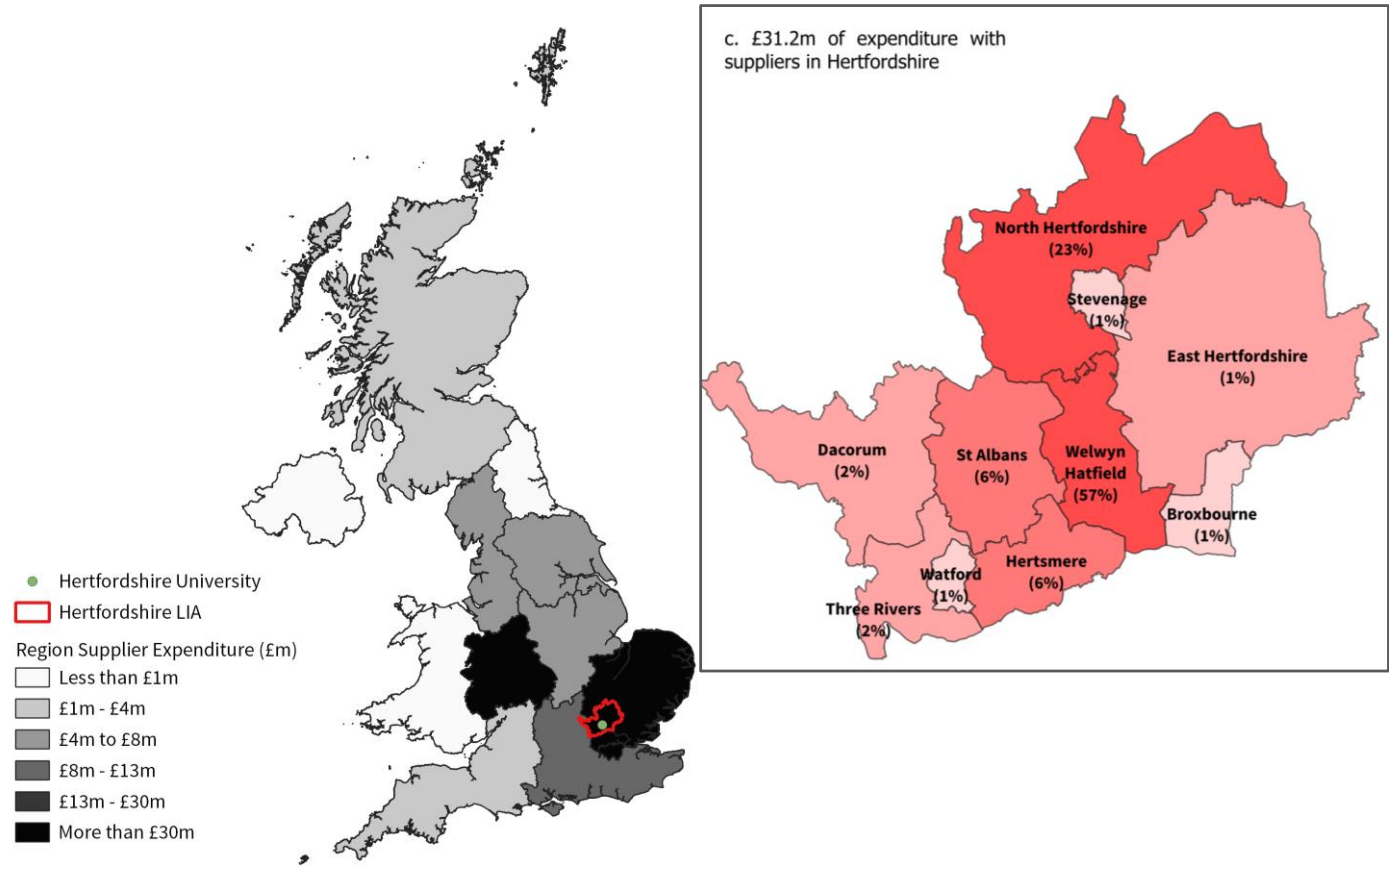 c. £31.2m of expenditure with
suppliers in Hertfordshire
North Hertfordshire
(23%)
Stevenage
(1%)
East Hertfordshire
(1%)
Dacorum
(2%)
St Albans
(6%)
Welwyn
Hatfield
(57%)
Broxbourne
(1%)
Hertsmere
(6%)
Watford
(1%)
Three Rivers
(2%)
Hertfordshire University
Hertfordshire LIA
Region Supplier Expenditure (£m)
Less than £1m
£1m - £4m
£4m to £8m
£8m - £13m
£13m - £30m
More than £30m